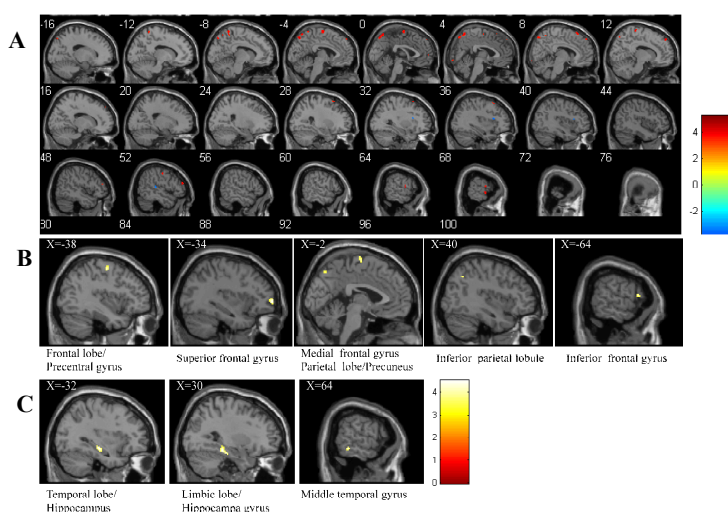 A
-16 -12 -8 -4 0 4 8 12
16 20 24 28 32 36 40 44
48 52 56 60 64 68 72 76
30 84 88 92 96 100
4
2
0
-2
B
X=-38 X=-34 X=-2 X=40 X=-64
Frontal lobe/
Precentral gyrus
Superior frontal gyrus
Medial frontal gyrus
Parietal lobe/Precuneus
Inferior parietal lobule
Inferior frontal gyrus
C
X=-32 X=30 X=64
4
3
2
1
0
Temporal lobe/
Hippocampus
Limbic lobe/
Hippocampa gyrus
Middle temporal gyrus